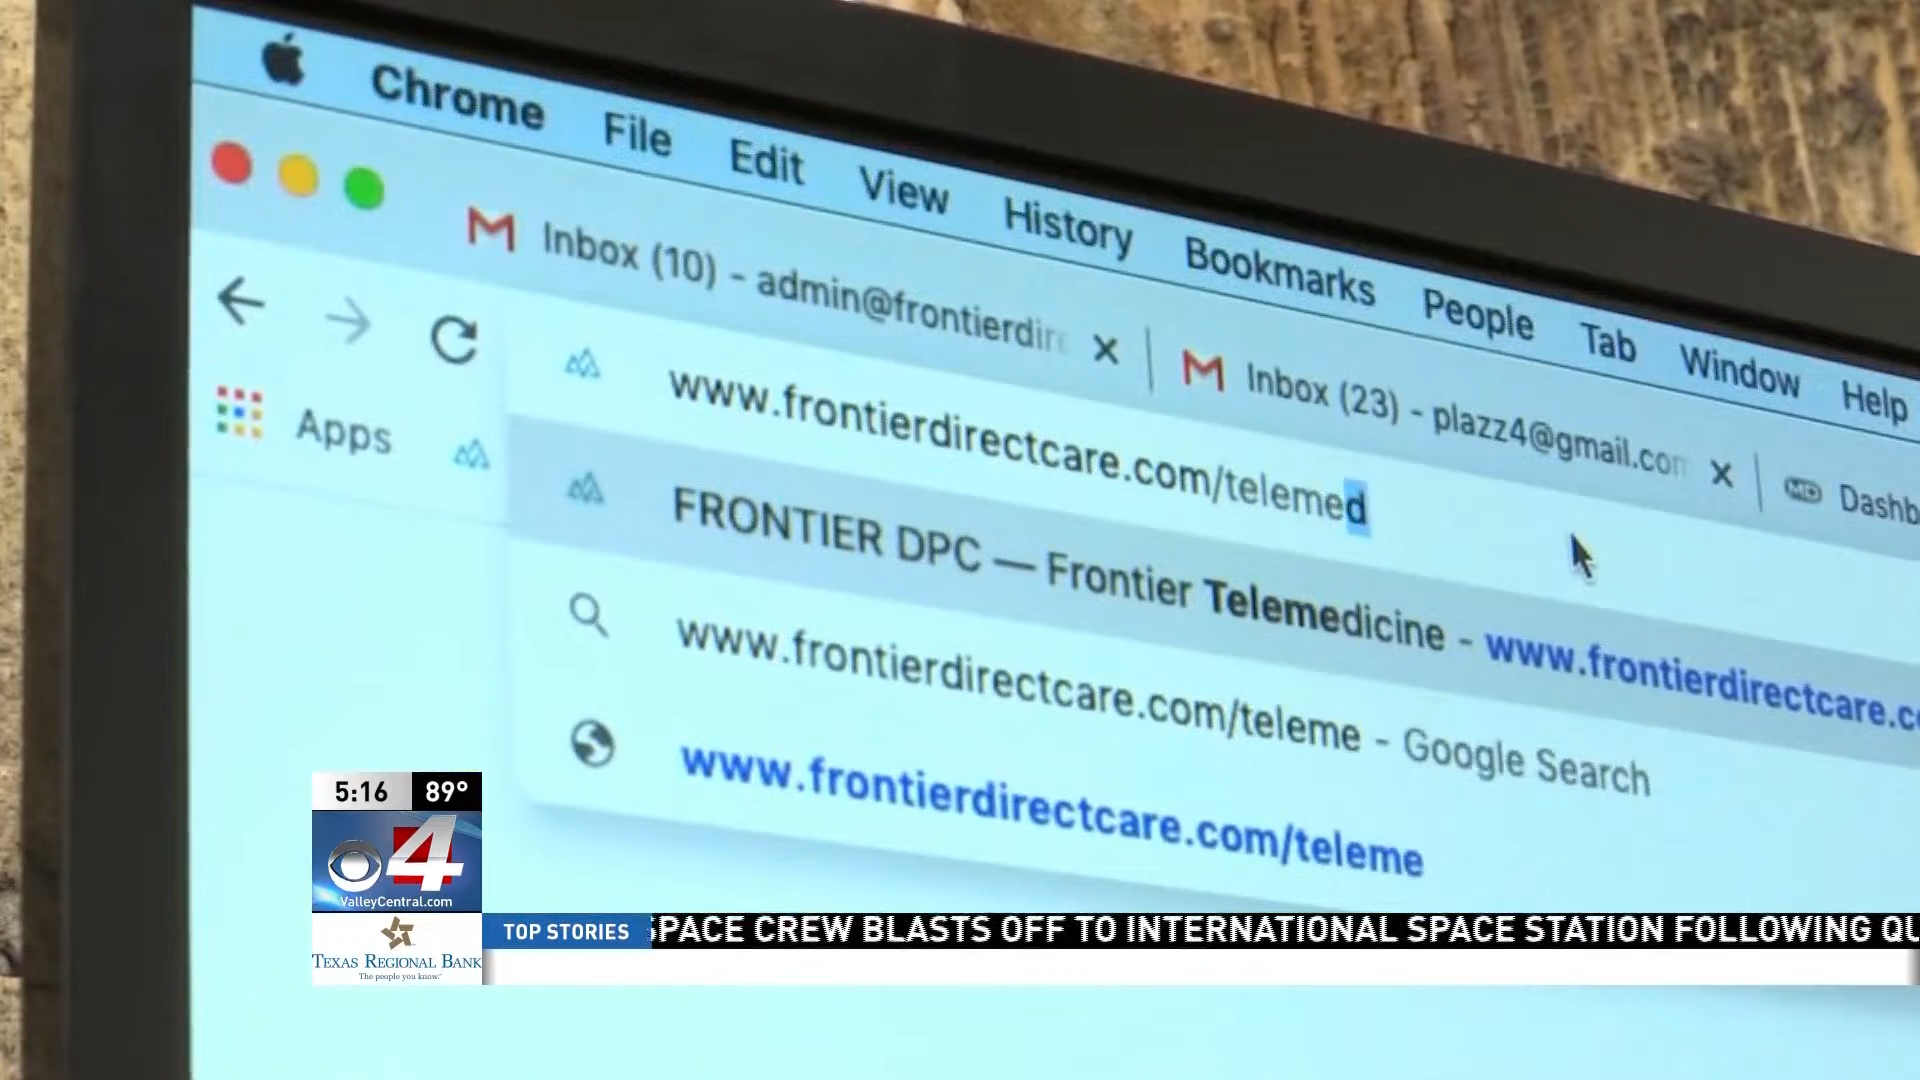 Chrome File Edit View History Bookmarks People Tab Window Help
Inbox (10) - admin@frontierdire
Inbox (23) - plazz4@gmail.com
Dashb
www.frontierdirectcare.com/telemed
Apps
FRONTIER DPC — Frontier Telemedicine - www.frontierdirectcare.co
www.frontierdirectcare.com/teleme - Google Search
www.frontierdirectcare.com/teleme
5:16 89°
4
ValleyCentral.com
TOP STORIES
SPACE CREW BLASTS OFF TO INTERNATIONAL SPACE STATION FOLLOWING QU
TEXAS REGIONAL BANK
The people you know.